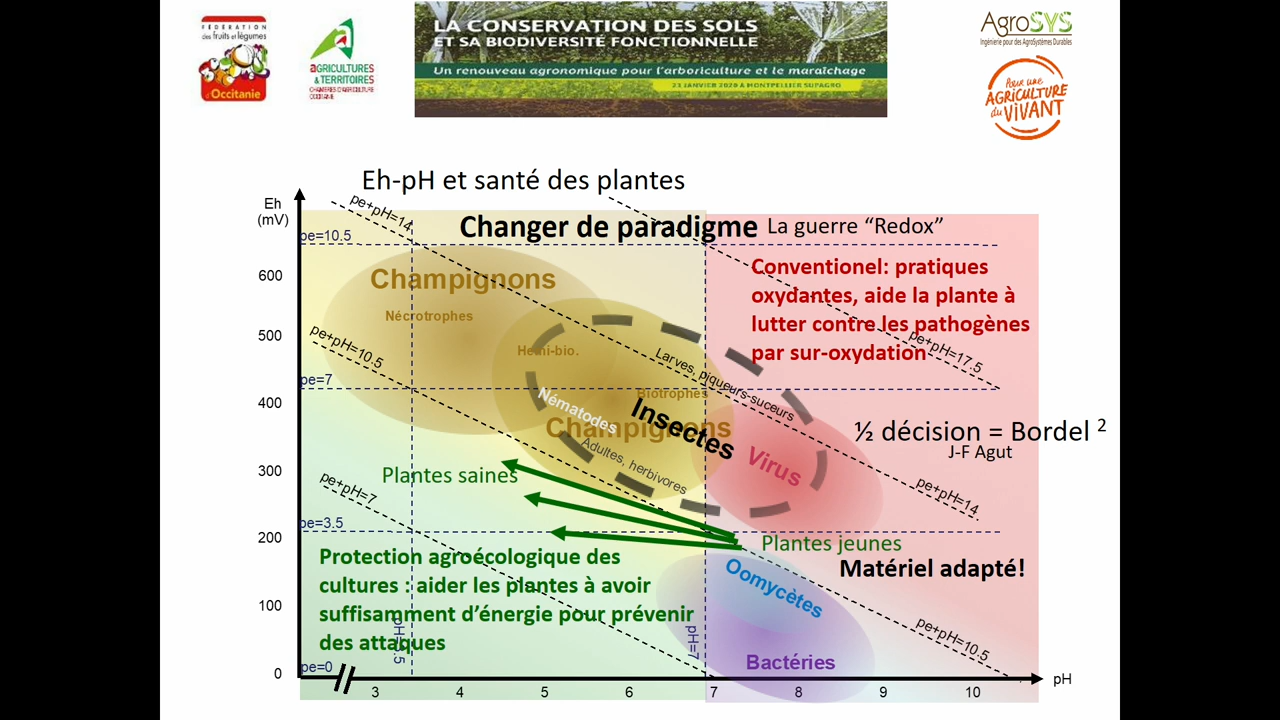 FÉDÉRATION
des fruits et légumes
d'Occitanie
AGRICULTURES
& TERRITOIRES
CHAMBRES D'AGRICULTURE
OCCITANIE
LA CONSERVATION DES SOLS
ET SA BIODIVERSITÉ FONCTIONNELLE
Un renouveau agronomique pour l'arboriculture et le maraîchage
23 JANVIER 2020 À MONTPELLIER SUPAGRO
AgroSYS
Ingénierie pour des AgroSystèmes Durables
Pour une
AGRICULTURE
du VIVANT
Eh-pH et santé des plantes
Changer de paradigme
La guerre “Redox”
Eh
(mV)
pe+pH=14
pe=10.5
Conventionel: pratiques
oxydantes, aide la plante à
lutter contre les pathogènes
par sur-oxydation
600
Champignons
Nécrotrophes
500
pe+pH=10.5
Hemi-bio.
Larves, piqueurs-suceurs
pe+pH=17.5
pe=7
400
Biotrophes
Nématodes
Insectes
Champignons
Adultes, herbivores
Virus
½ décision = Bordel ²
J-F Agut
300
pe+pH=7
Plantes saines
pe+pH=14
pe=3.5
200
Plantes jeunes
Matériel adapté!
Protection agroécologique des
cultures : aider les plantes à avoir
suffisamment d’énergie pour prévenir
des attaques
100
Oomycètes
pH=7
pe+pH=10.5
Bactéries
pe=0
0
3 4 5 6 7 8 9 10
pH